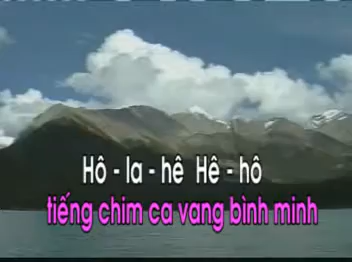 Hô - la - hê Hê - hô
tiếng chim ca vang bình minh